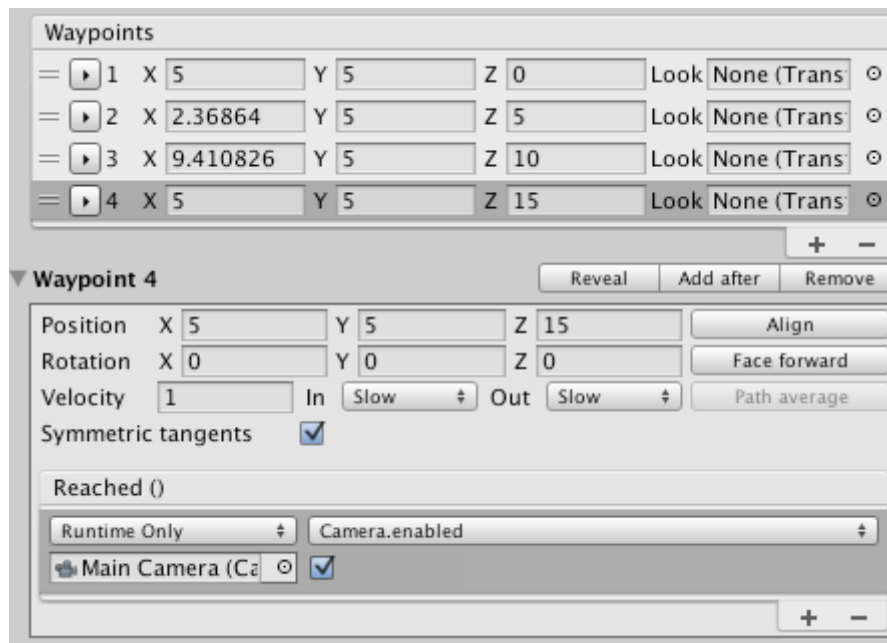 Waypoints
1 X 5 Y 5 Z 0 Look None (Trans
2 X 2.36864 Y 5 Z 5 Look None (Trans
3 X 9.410826 Y 5 Z 10 Look None (Trans
4 X 5 Y 5 Z 15 Look None (Trans
+ −
Waypoint 4 Reveal Add after Remove
Position X 5 Y 5 Z 15 Align
Rotation X 0 Y 0 Z 0 Face forward
Velocity 1 In Slow Out Slow Path average
Symmetric tangents
Reached ()
Runtime Only Camera.enabled
Main Camera (Ca
+ −